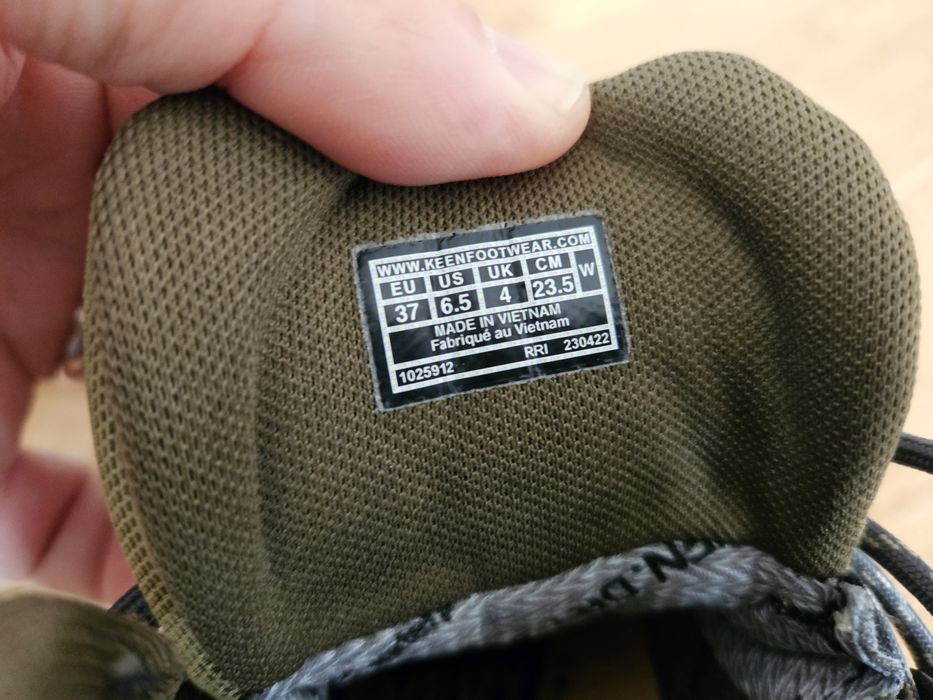 WWW.KEENFOOTWEAR.COM
EU US UK CM W
37 6.5 4 23.5
MADE IN VIETNAM
Fabriqué au Vietnam
1025912 RRI 230422